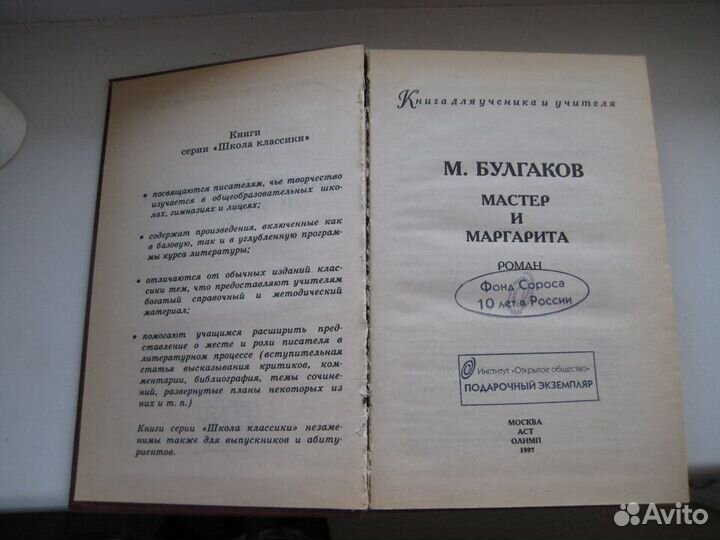 Книги
серии «Школа классики»
• посвящаются писателям, чье творчество
изучается в общеобразовательных шко-
лах, гимназиях и лицеях;
• содержат произведения, включенные как
в базовую, так и в углубленную програм-
мы курса литературы;
• отличаются от обычных изданий клас-
сики тем, что предоставляют учителям
богатый справочный и методический
материал;
• помогают учащимся расширить пред-
ставление о месте и роли писателя в
литературном процессе (вступительная
статья высказывания критиков, ком-
ментарии, библиография, темы сочине-
ний, развернутые планы некоторых из
них и т. п.)
Книги серии «Школа классики» незаме-
нимы также для выпускников и абиту-
риентов.
Книга для ученика и учителя
М. БУЛГАКОВ
МАСТЕР
И
МАРГАРИТА
РОМАН
Фонд Сороса
10 лет в России
Институт «Открытое общество»
ПОДАРОЧНЫЙ ЭКЗЕМПЛЯР
МОСКВА
АСТ
ОЛИМП
1997
Avito